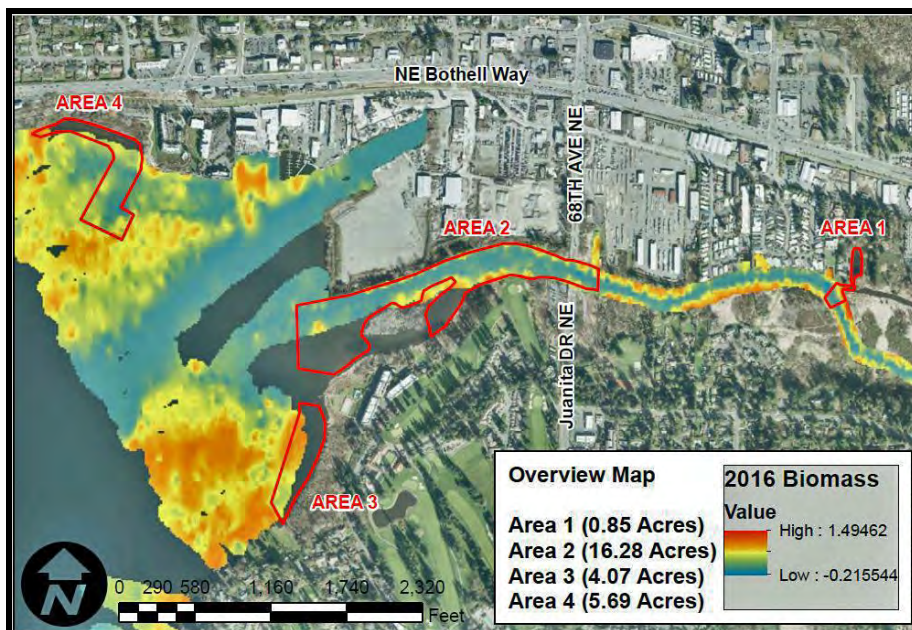 NE Bothell Way
AREA 4
68TH AVE NE
AREA 2
AREA 1
Juanita DR NE
AREA 3
Overview Map
Area 1 (0.85 Acres)
Area 2 (16.28 Acres)
Area 3 (4.07 Acres)
Area 4 (5.69 Acres)
2016 Biomass
Value
High : 1.49462
Low : -0.215544
N
0 290 580 1,160 1,740 2,320
Feet